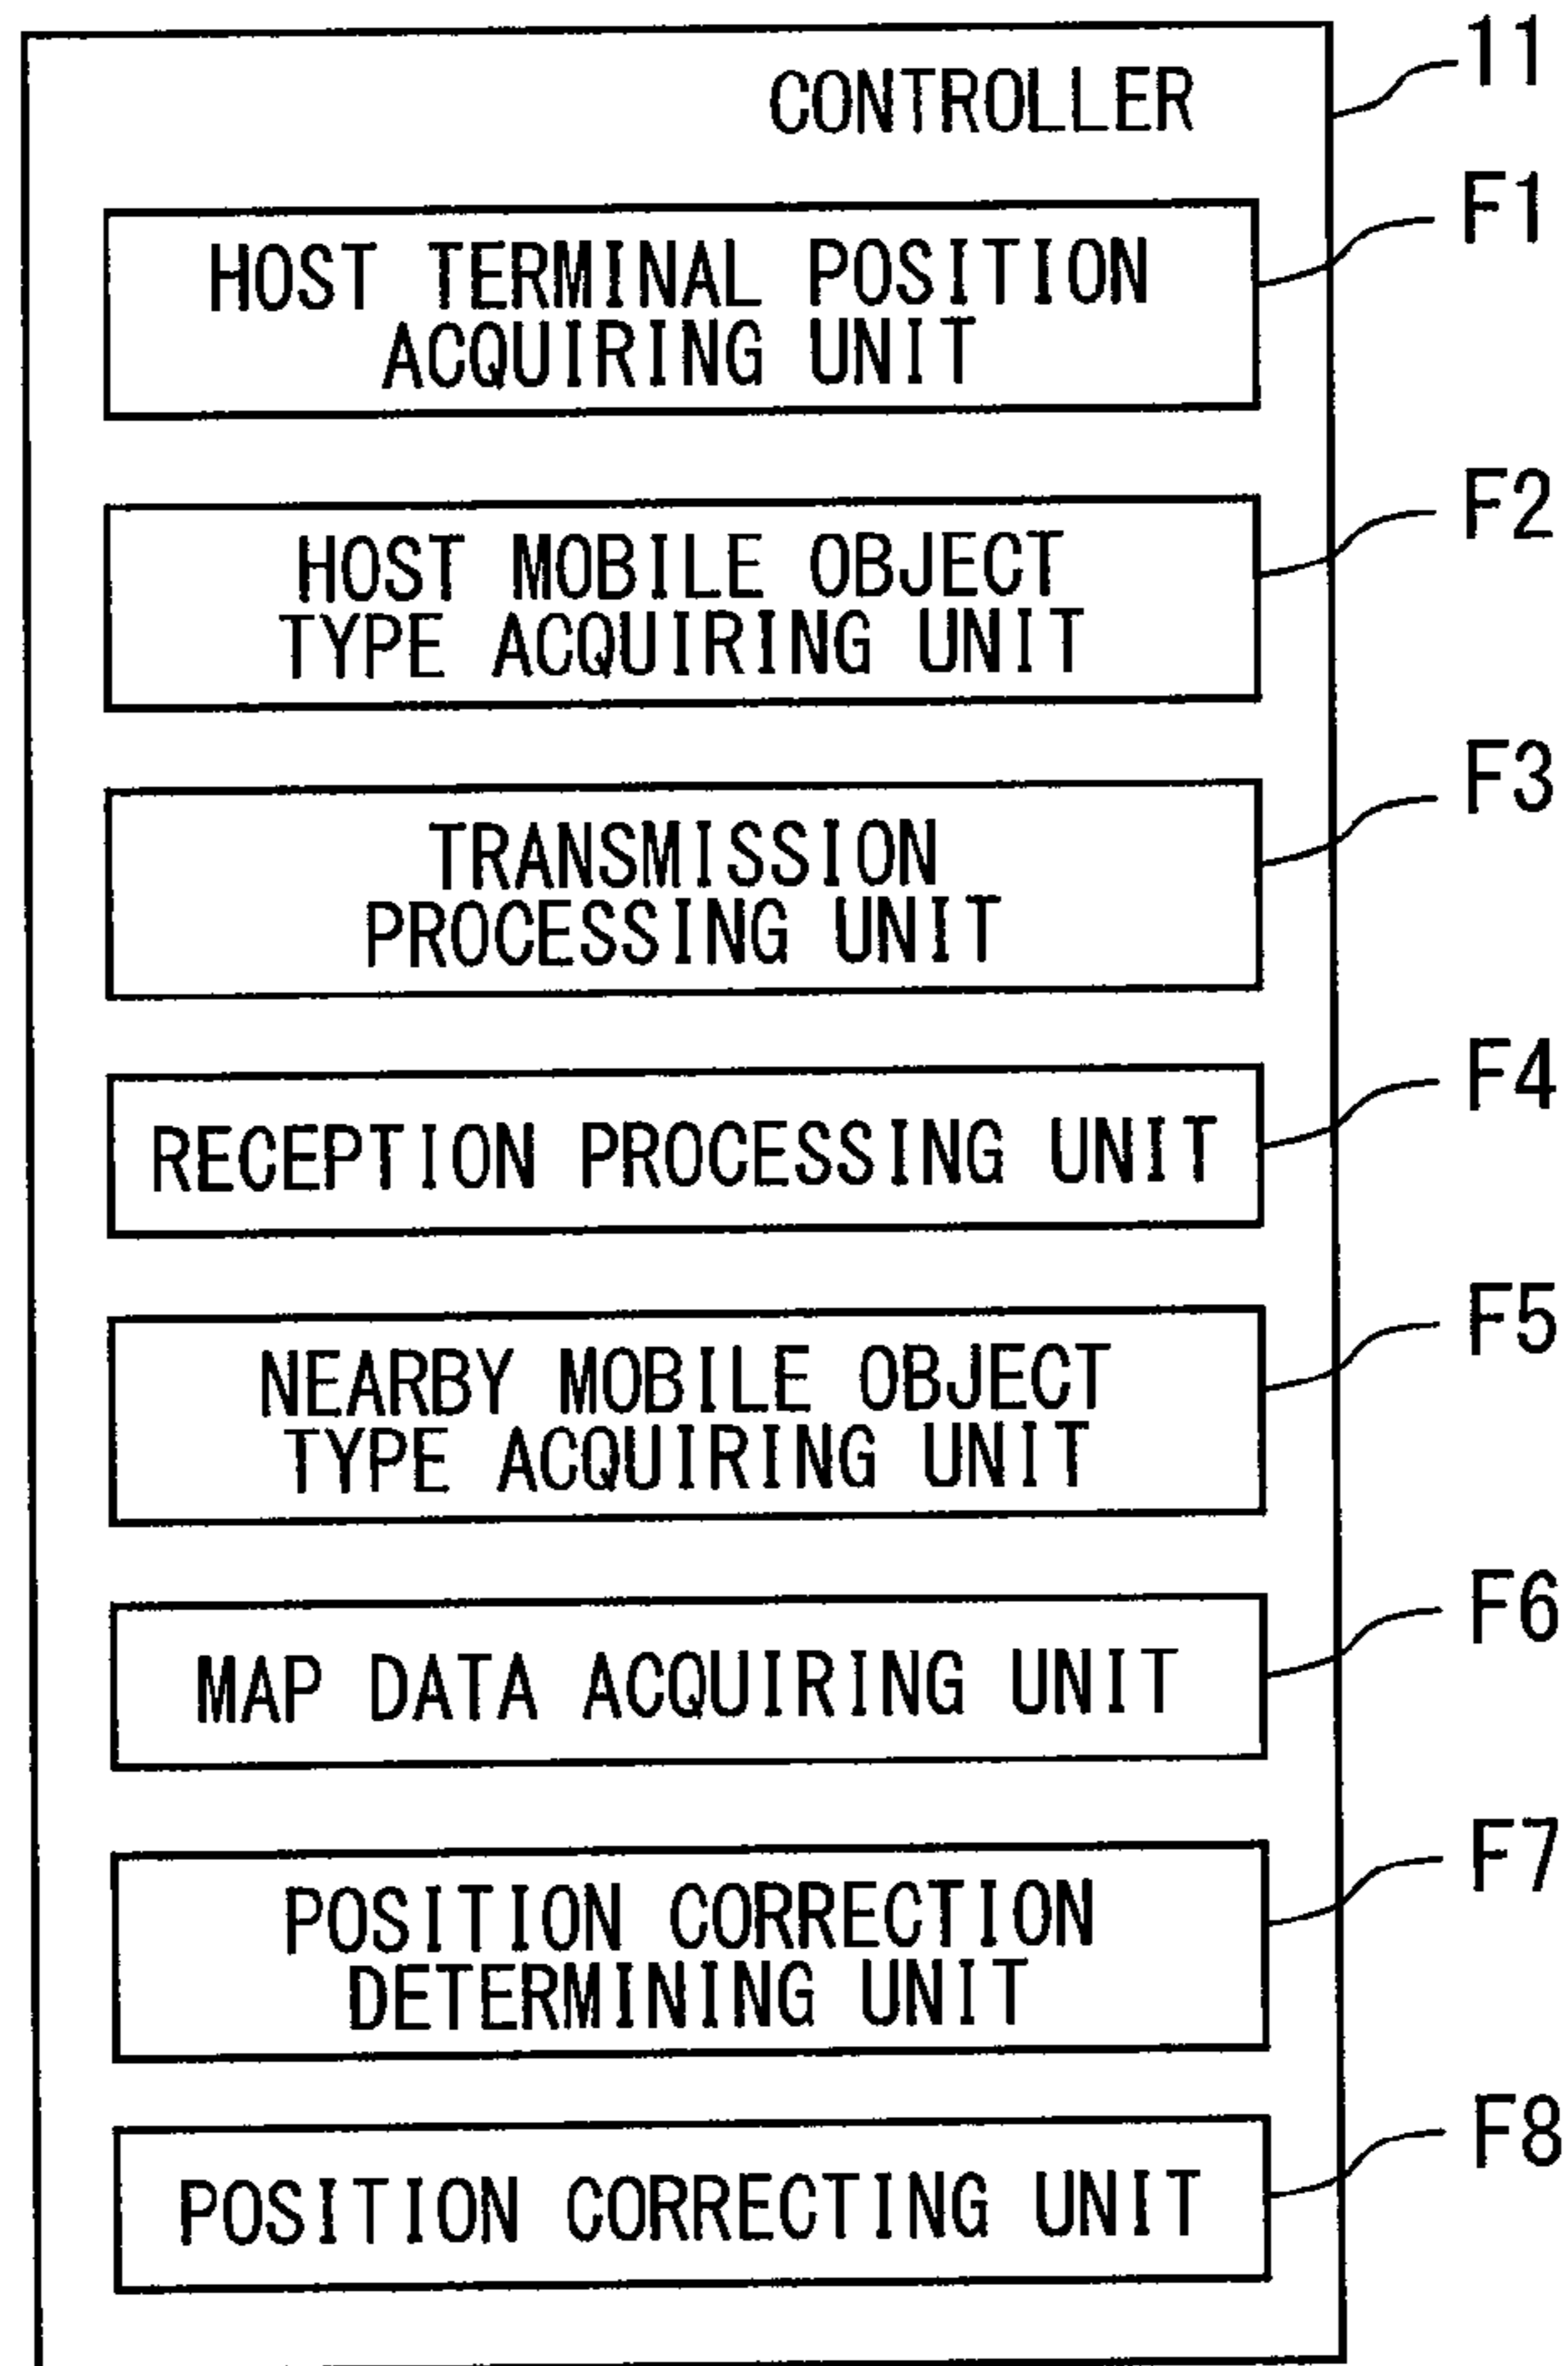 CONTROLLER
11
HOST TERMINAL POSITION
ACQUIRING UNIT
F1
HOST MOBILE OBJECT
TYPE ACQUIRING UNIT
F2
TRANSMISSION
PROCESSING UNIT
F3
RECEPTION PROCESSING UNIT
F4
NEARBY MOBILE OBJECT
TYPE ACQUIRING UNIT
F5
MAP DATA ACQUIRING UNIT
F6
POSITION CORRECTION
DETERMINING UNIT
F7
POSITION CORRECTING UNIT
F8